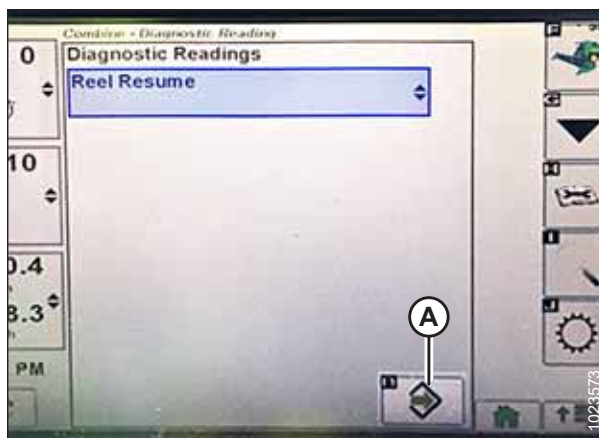 Combine - Diagnostic Reading
Diagnostic Readings
Reel Resume
0
10
0.4
8.3
PM
A
1023573